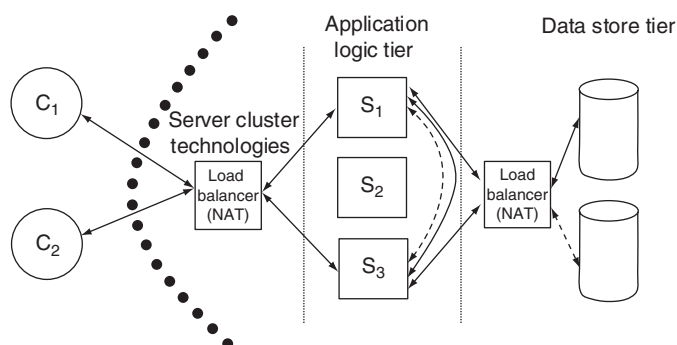 Application
logic tier
Data store tier
C1
S1
Server cluster
technologies
Load
balancer
(NAT)
S2
Load
balancer
(NAT)
C2
S3